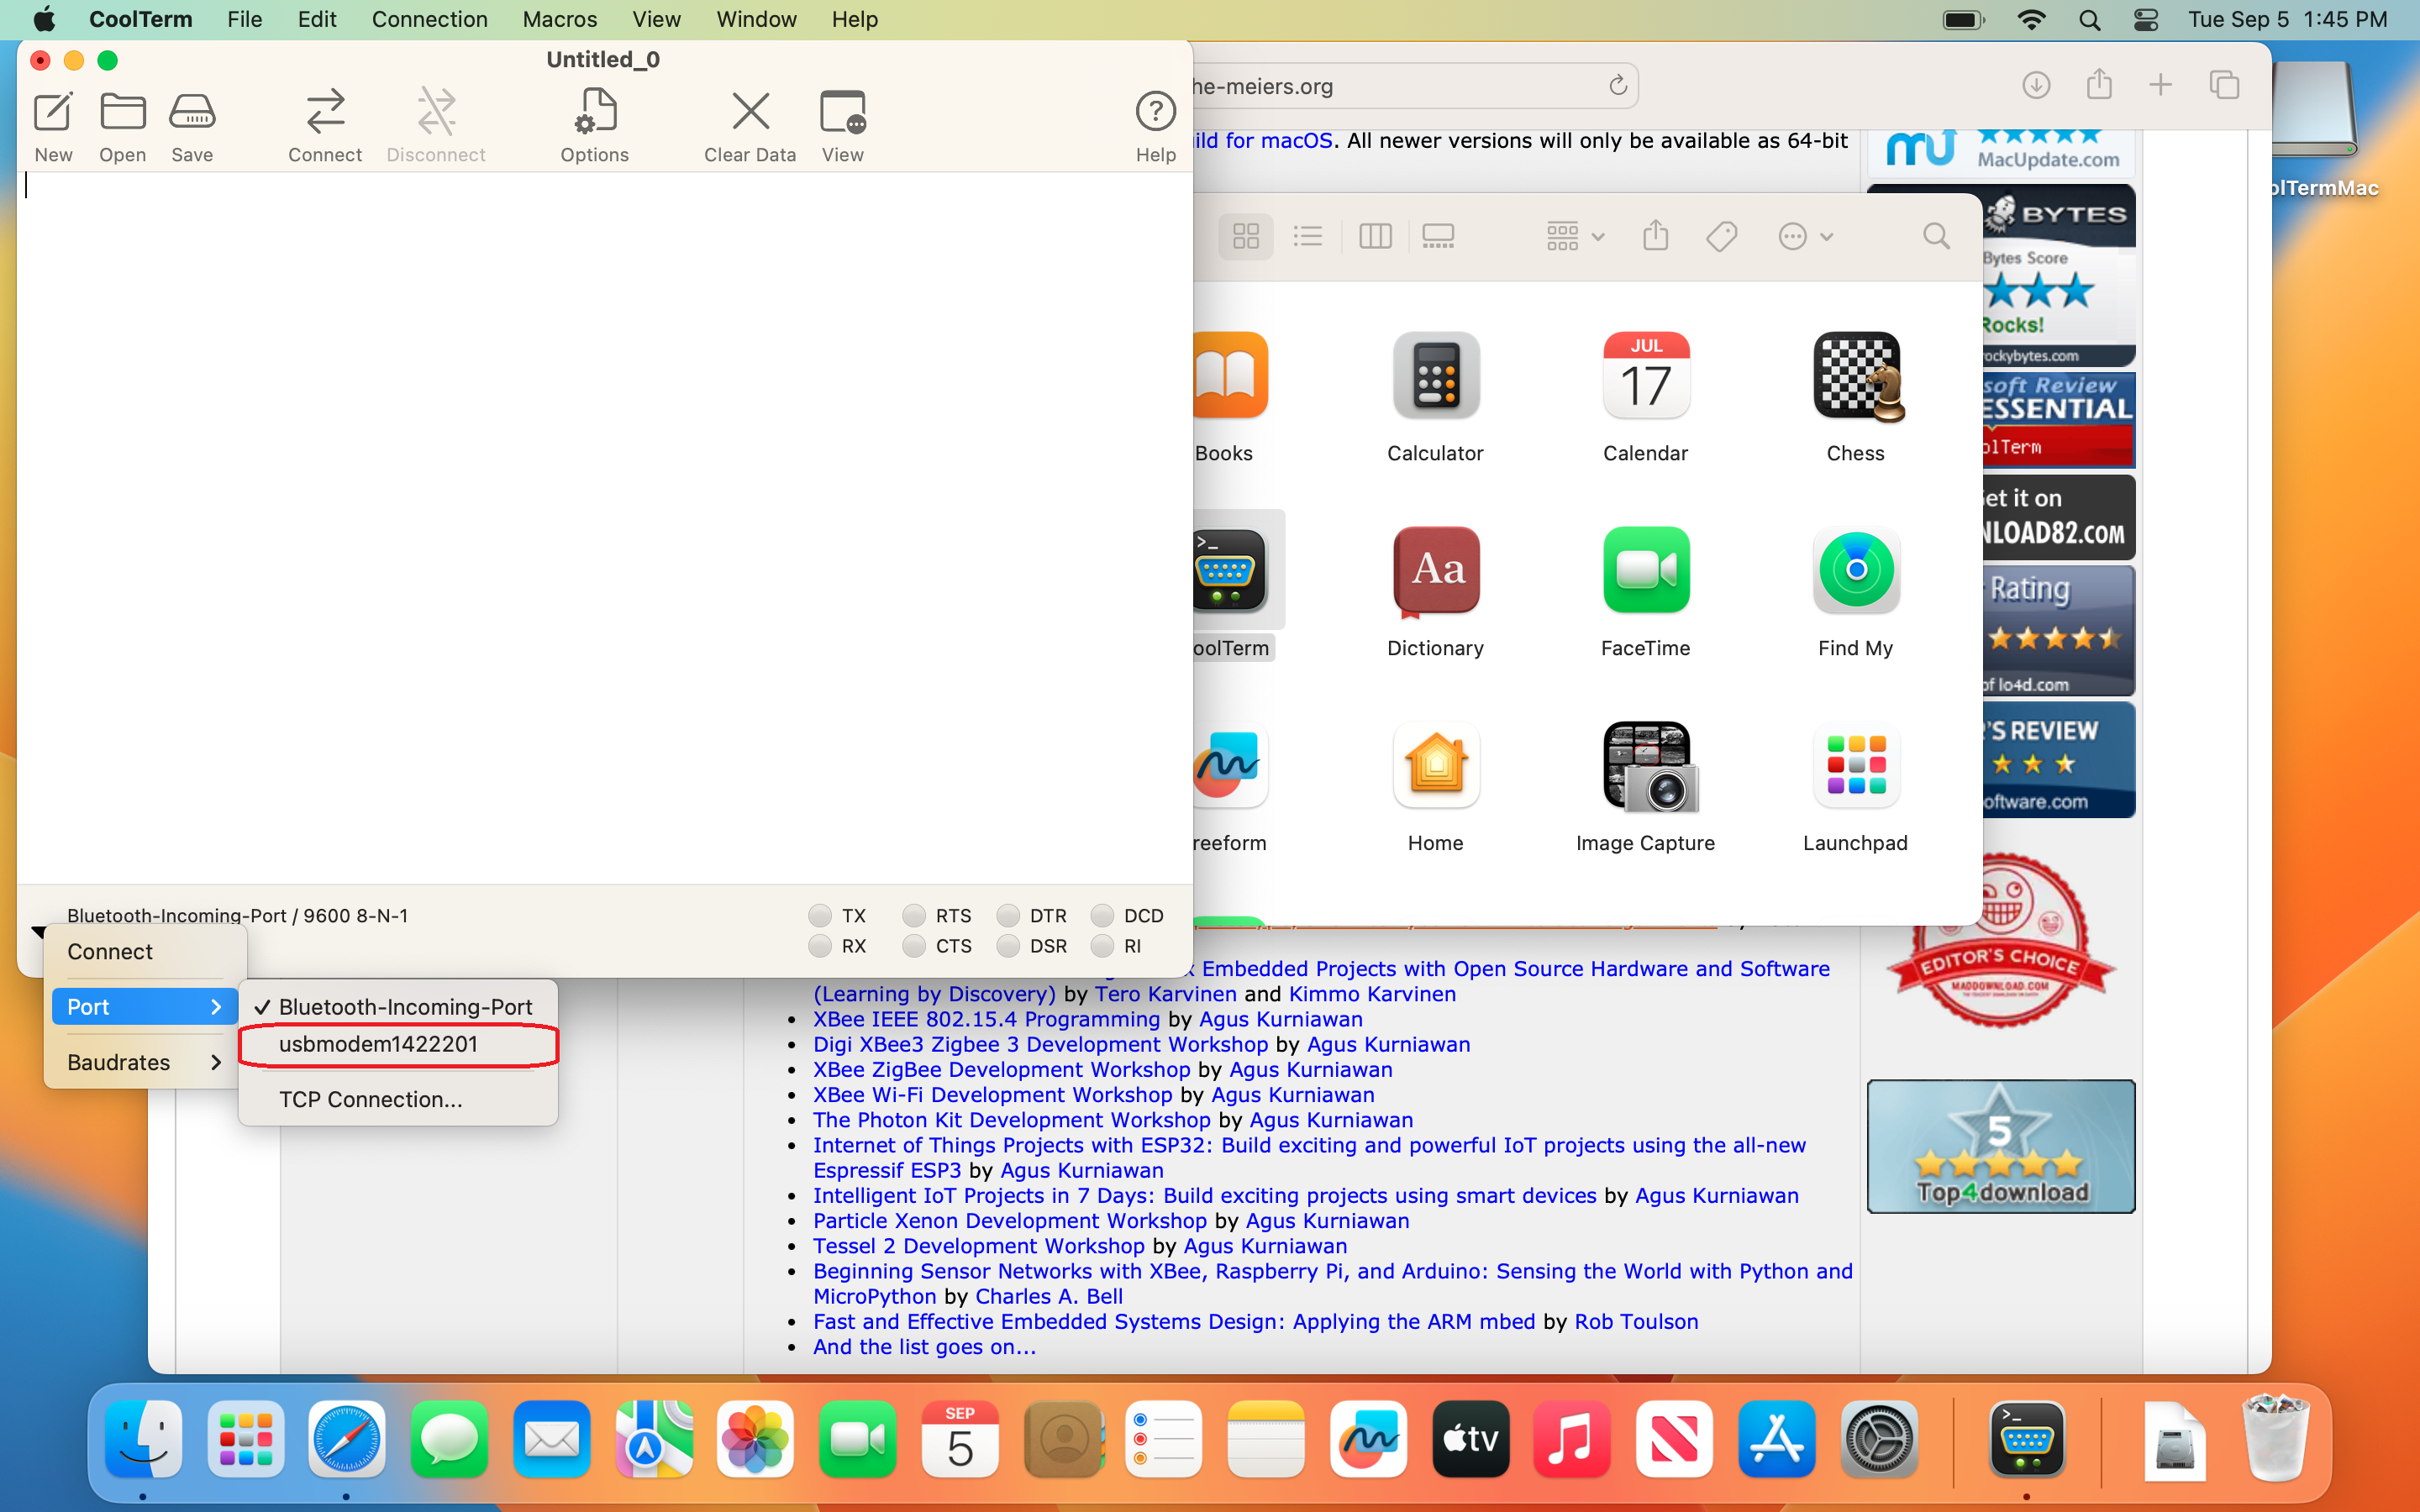 CoolTerm File Edit Connection Macros View Window Help Tue Sep 5 1:45 PM
Untitled_0
New Open Save Connect Disconnect Options Clear Data View Help
he-meiers.org
ild for macOS. All newer versions will only be available as 64-bit
MacUpdate.com
olTermMac
BYTES
Bytes Score
Rocks!
rockybytes.com
soft Review
ESSENTIAL
olTerm
et it on
NLOAD82.COM
Rating
of lo4d.com
'S REVIEW
oftware.com
EDITOR'S CHOICE
MADDOWNLOAD.COM
5
Top4download
JUL
17
Books Calculator Calendar Chess
>_
Aa
oolTerm Dictionary FaceTime Find My
reeform Home Image Capture Launchpad
Bluetooth-Incoming-Port / 9600 8-N-1
TX RTS DTR DCD
RX CTS DSR RI
Connect
Port
Baudrates
✓ Bluetooth-Incoming-Port
usbmodem1422201
TCP Connection...
Embedded Projects with Open Source Hardware and Software
(Learning by Discovery) by Tero Karvinen and Kimmo Karvinen
• XBee IEEE 802.15.4 Programming by Agus Kurniawan
• Digi XBee3 Zigbee 3 Development Workshop by Agus Kurniawan
• XBee ZigBee Development Workshop by Agus Kurniawan
• XBee Wi-Fi Development Workshop by Agus Kurniawan
• The Photon Kit Development Workshop by Agus Kurniawan
• Internet of Things Projects with ESP32: Build exciting and powerful IoT projects using the all-new
Espressif ESP3 by Agus Kurniawan
• Intelligent IoT Projects in 7 Days: Build exciting projects using smart devices by Agus Kurniawan
• Particle Xenon Development Workshop by Agus Kurniawan
• Tessel 2 Development Workshop by Agus Kurniawan
• Beginning Sensor Networks with XBee, Raspberry Pi, and Arduino: Sensing the World with Python and
MicroPython by Charles A. Bell
• Fast and Effective Embedded Systems Design: Applying the ARM mbed by Rob Toulson
• And the list goes on...
SEP
5
tv
>_